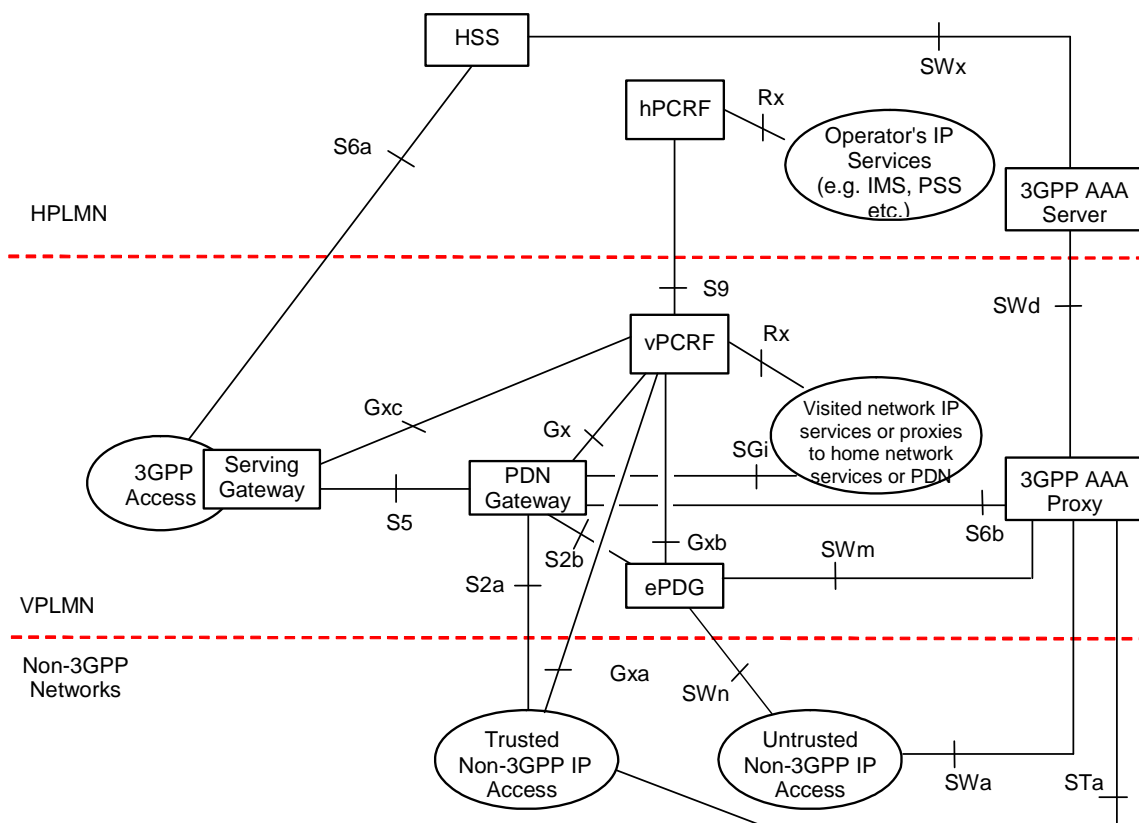 HSS
SWx
hPCRF
Rx
Operator's IP
Services
(e.g. IMS, PSS
etc.)
S6a
3GPP AAA
Server
HPLMN
S9
SWd
vPCRF
Rx
Gxc
Gx
Visited network IP
services or proxies
to home network
services or PDN
SGi
3GPP
Access
Serving
Gateway
PDN
Gateway
3GPP AAA
Proxy
S5
S6b
S2b
Gxb
SWm
S2a
ePDG
VPLMN
Non-3GPP
Networks
Gxa
SWn
Trusted
Non-3GPP IP
Access
Untrusted
Non-3GPP IP
Access
SWa
STa